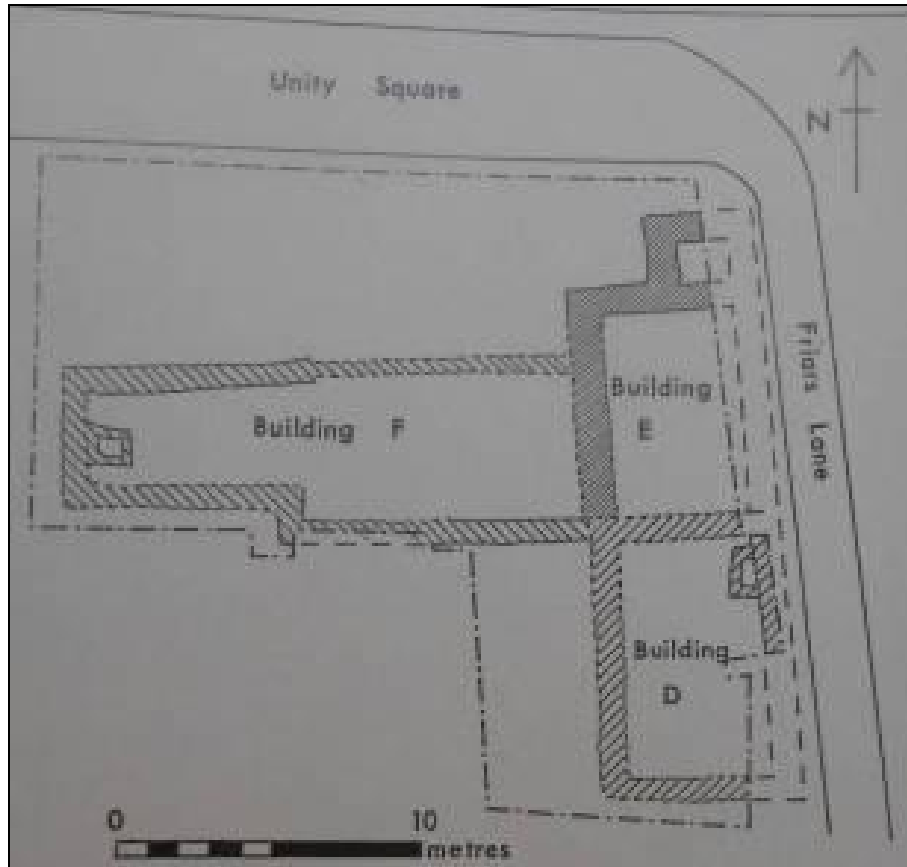 Unity Square
N
Friars Lane
Building
E
Building F
Building
D
0 10
metres